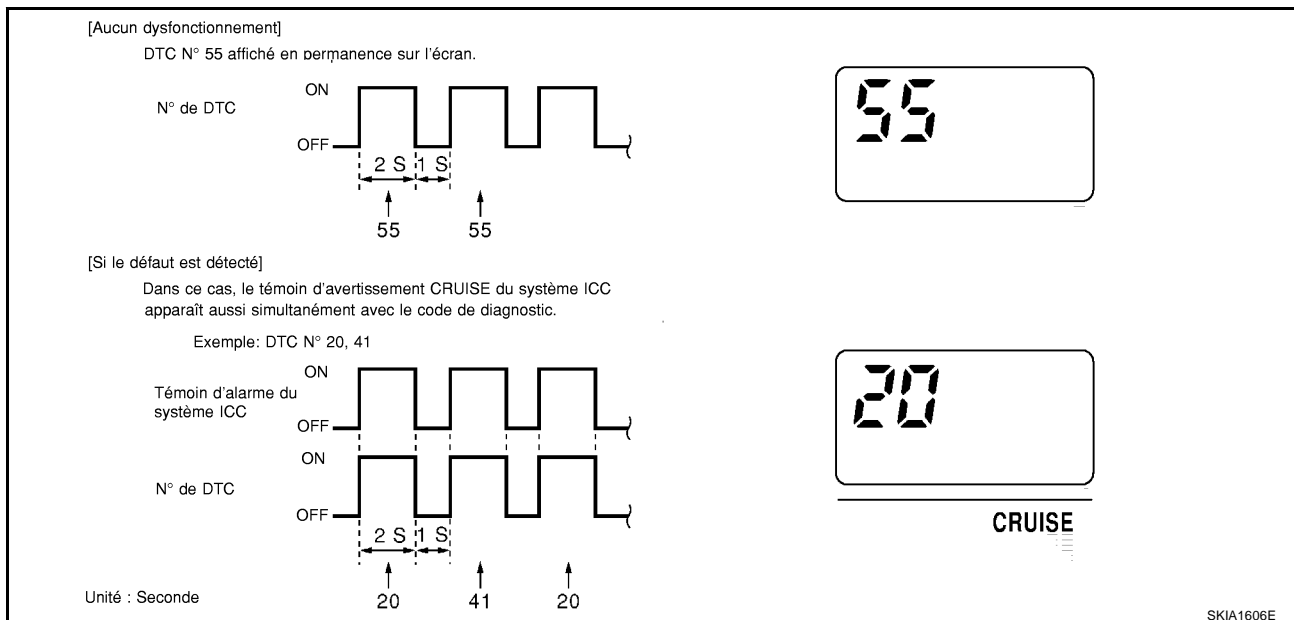 [Aucun dysfonctionnement]
DTC N° 55 affiché en permanence sur l'écran.
N° de DTC
ON
OFF
2 S
1 S
55
55
55
[Si le défaut est détecté]
Dans ce cas, le témoin d'avertissement CRUISE du système ICC
apparaît aussi simultanément avec le code de diagnostic.
Exemple: DTC N° 20, 41
Témoin d'alarme du
système ICC
ON
OFF
N° de DTC
ON
OFF
2 S
1 S
20
41
20
20
CRUISE
Unité : Seconde
SKIA1606E